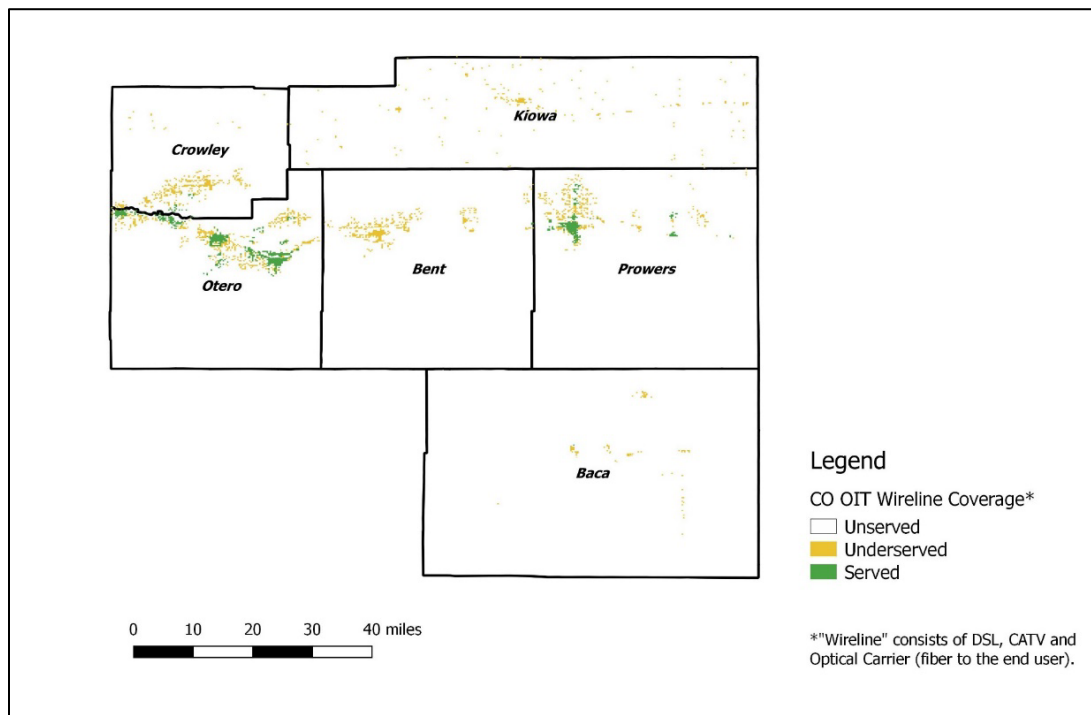 Kiowa
Crowley
Otero
Bent
Prowers
Baca
Legend
CO OIT Wireline Coverage*
Unserved
Underserved
Served
0 10 20 30 40 miles
*"Wireline" consists of DSL, CATV and
Optical Carrier (fiber to the end user).